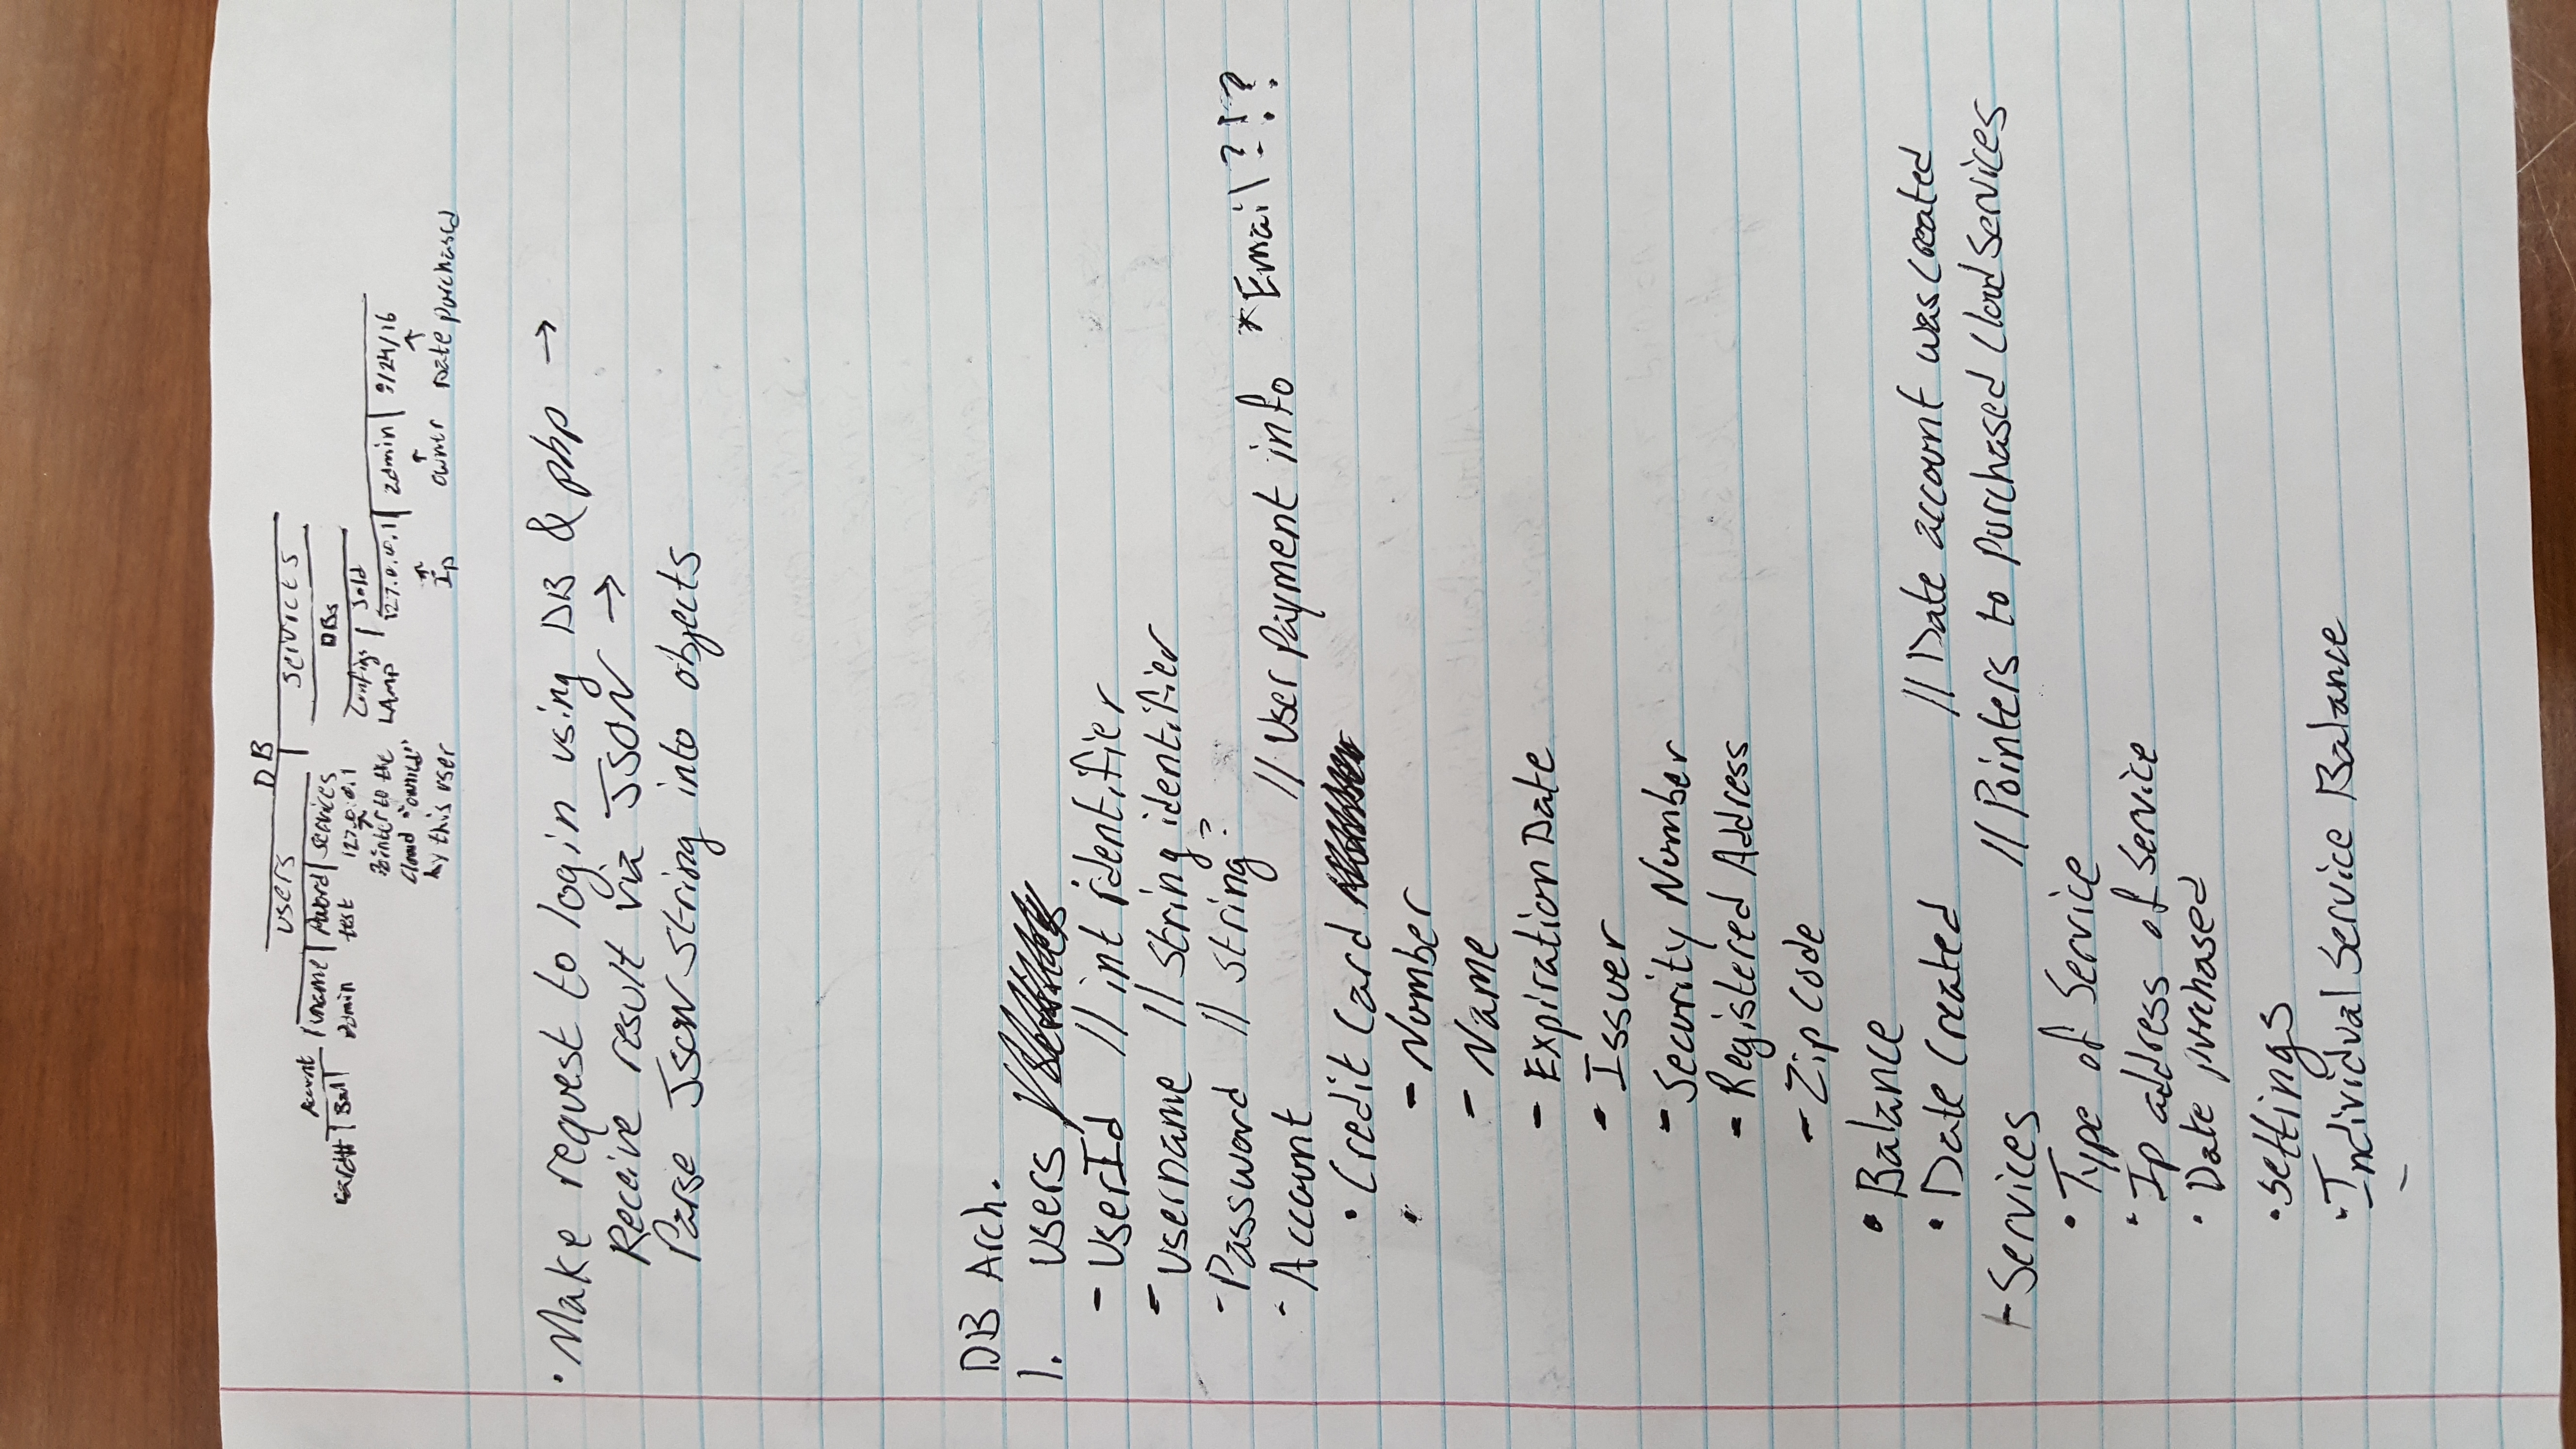 DB
users | services
Account | uname | Pword | services
DBs
card# | Bal |
admin test 127.0.0.1
Configs | Sold
Pointer to the
LAMP 127.0.0.1 | admin | 9/24/16
cloud "owned"
by this user
Ip owner Date purchased
· Make request to login using DB & php →
Receive result via JSON →
Parse JSON String into objects
DB Arch.
1. Users
- UserId // int identifier
- username // String identifier
- Password // String?
- Account // User Payment info *Email?!?
• Credit Card
- Number
- Name
- Expiration Date
- Issuer
- Security Number
- Registered Address
- Zip Code
• Balance
• Date Created // Date account was created
- Services // Pointers to Purchased Cloud Services
• Type of Service
• Ip address of Service
• Date purchased
• Settings
• Individual Service Balance
-